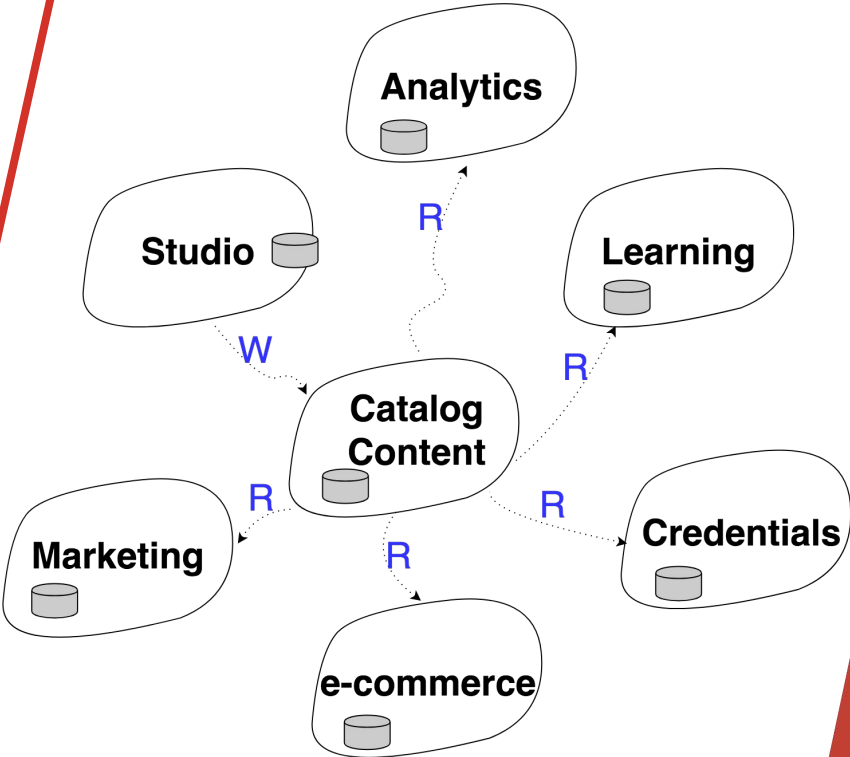 Analytics
R
Studio
Learning
W
R
Catalog
Content
R
R
Credentials
Marketing
R
e-commerce